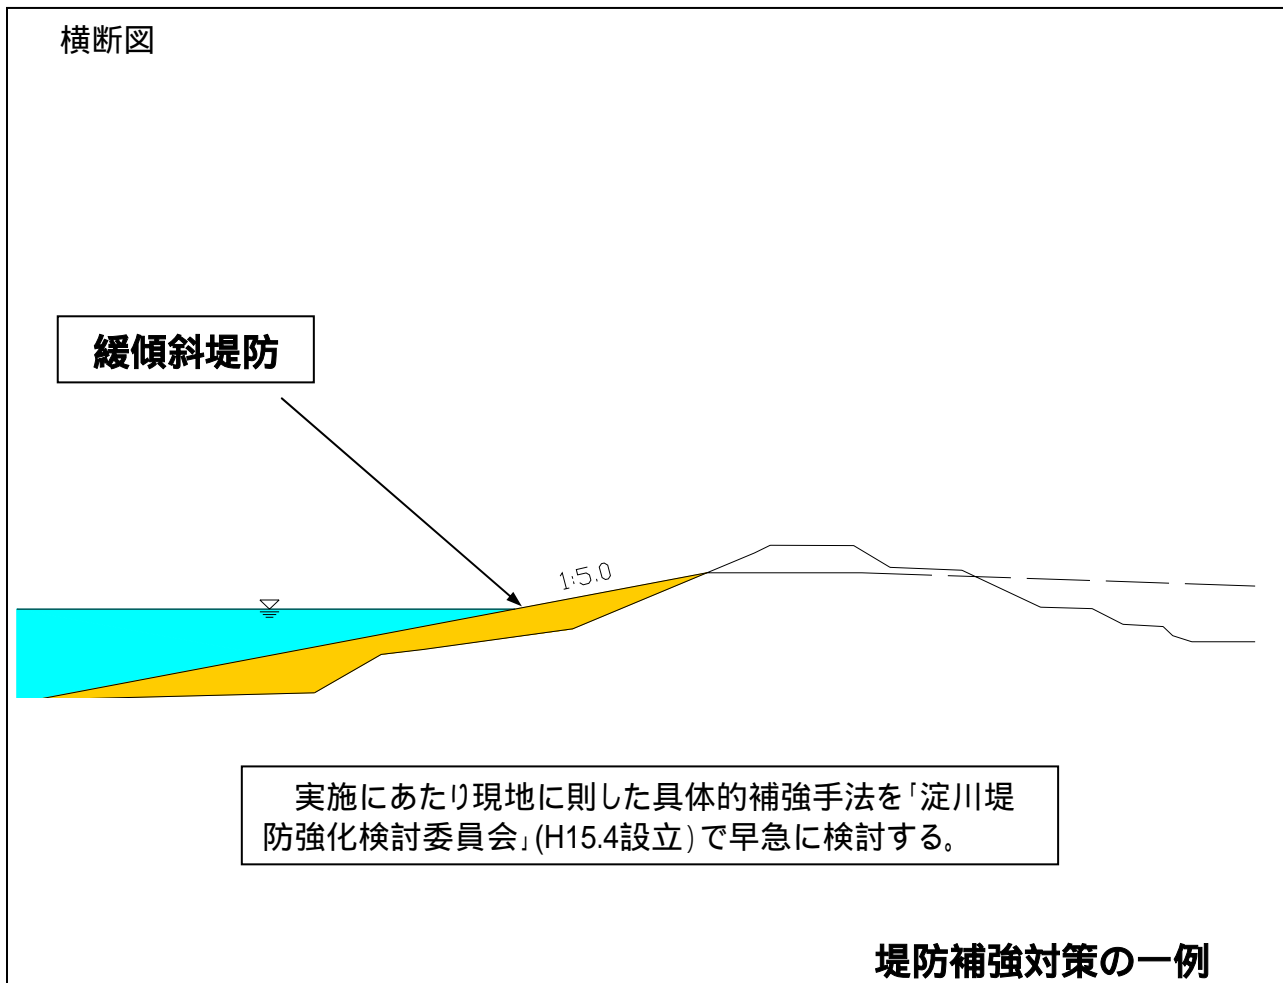 横断図
緩傾斜堤防
1:5.0
実施にあたり現地に則した具体的補強手法を「淀川堤
防強化検討委員会」(H15.4設立)で早急に検討する。
堤防補強対策の一例